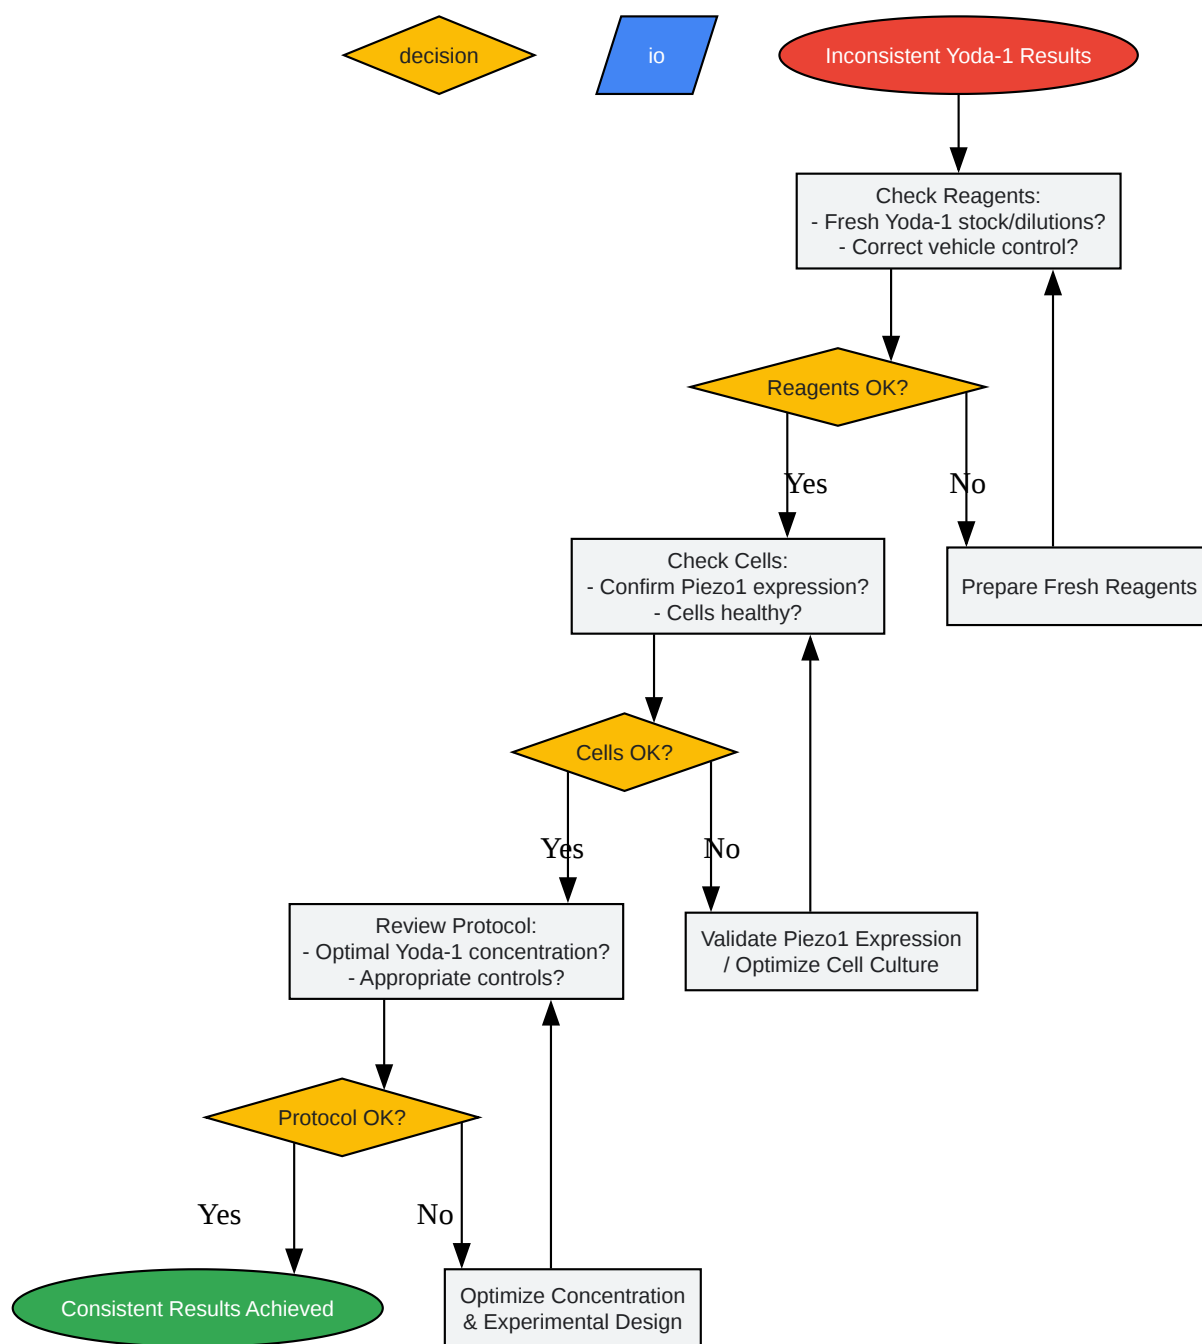 decision
io
Inconsistent Yoda-1 Results
Check Reagents:
- Fresh Yoda-1 stock/dilutions?
- Correct vehicle control?
Reagents OK?
Yes
No
Check Cells:
- Confirm Piezo1 expression?
- Cells healthy?
Prepare Fresh Reagents
Cells OK?
Yes
No
Review Protocol:
- Optimal Yoda-1 concentration?
- Appropriate controls?
Validate Piezo1 Expression
/ Optimize Cell Culture
Protocol OK?
Yes
No
Consistent Results Achieved
Optimize Concentration
& Experimental Design